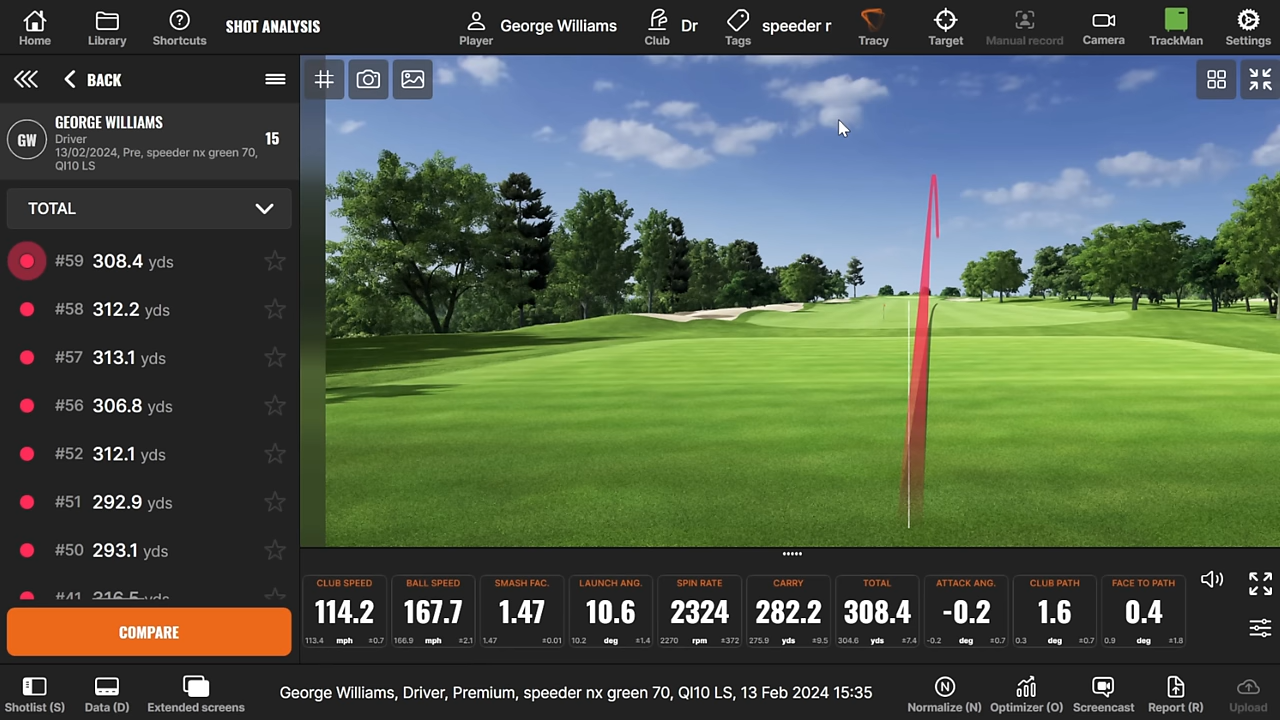 Home
Library
Shortcuts
SHOT ANALYSIS
Player
George Williams
Club
Dr
Tags
speeder r
Tracy
Target
Manual record
Camera
TrackMan
Settings
BACK
GW
GEORGE WILLIAMS
Driver
13/02/2024, Pre, speeder nx green 70,
QI10 LS
15
TOTAL
#59 308.4 yds
#58 312.2 yds
#57 313.1 yds
#56 306.8 yds
#52 312.1 yds
#51 292.9 yds
#50 293.1 yds
#41 216.5 yds
COMPARE
CLUB SPEED
114.2
113.4 mph ±0.7
BALL SPEED
167.7
166.9 mph ±2.1
SMASH FAC.
1.47
1.47 ±0.01
LAUNCH ANG.
10.6
10.2 deg ±1.4
SPIN RATE
2324
2270 rpm ±372
CARRY
282.2
275.9 yds ±9.5
TOTAL
308.4
304.6 yds ±7.4
ATTACK ANG.
-0.2
-0.2 deg ±0.7
CLUB PATH
1.6
0.3 deg ±0.7
FACE TO PATH
0.4
0.9 deg ±1.8
Shotlist (S)
Data (D)
Extended screens
George Williams, Driver, Premium, speeder nx green 70, QI10 LS, 13 Feb 2024 15:35
N
Normalize (N)
Optimizer (O)
Screencast
Report (R)
Upload